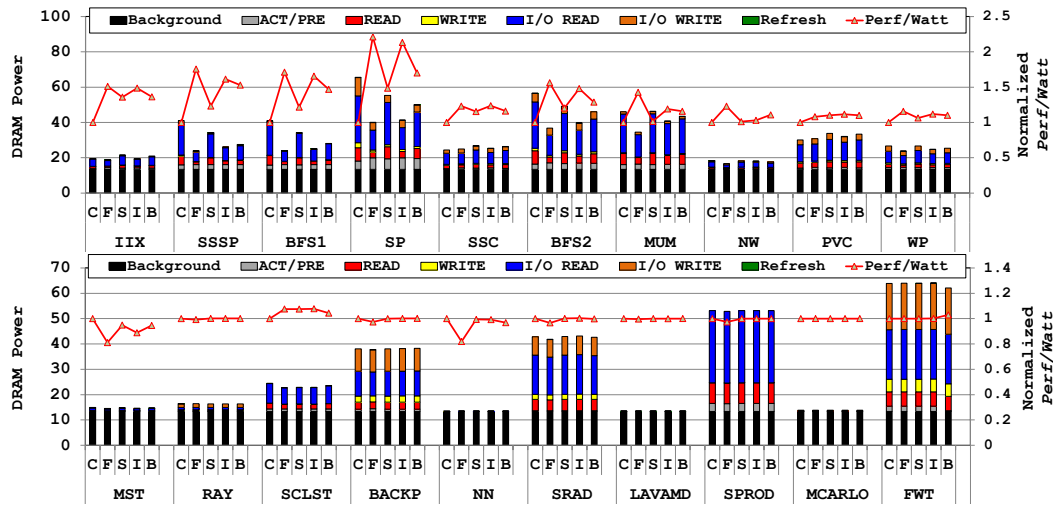 100
80
60
40
20
0
DRAM Power
Background ACT/PRE READ WRITE I/O READ I/O WRITE Refresh Perf/Watt
2.5
2
1.5
1
0.5
0
Normalized
Perf/Watt
C F S I B C F S I B C F S I B C F S I B C F S I B C F S I B C F S I B C F S I B C F S I B C F S I B
IIX SSSP BFS1 SP SSC BFS2 MUM NW PVC WP
70
60
50
40
30
20
10
0
DRAM Power
Background ACT/PRE READ WRITE I/O READ I/O WRITE Refresh Perf/Watt
1.4
1.2
1
0.8
0.6
0.4
0.2
0
Normalized
Perf/Watt
C F S I B C F S I B C F S I B C F S I B C F S I B C F S I B C F S I B C F S I B C F S I B C F S I B
MST RAY SCLST BACKP NN SRAD LAVAMD SPROD MCARLO FWT